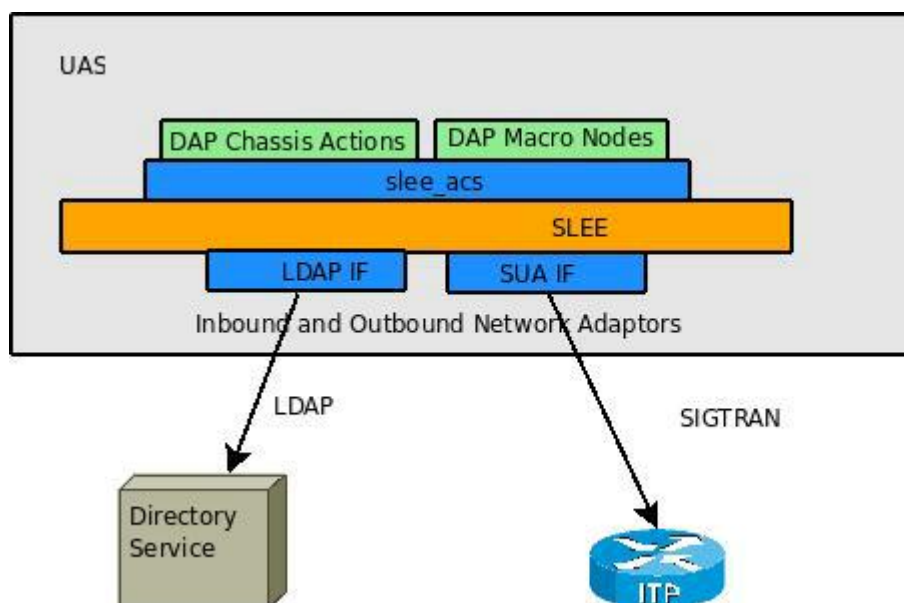 UAS
DAP Chassis Actions
DAP Macro Nodes
slee_acs
SLEE
LDAP IF
SUA IF
Inbound and Outbound Network Adaptors
LDAP
SIGTRAN
Directory
Service
ITP